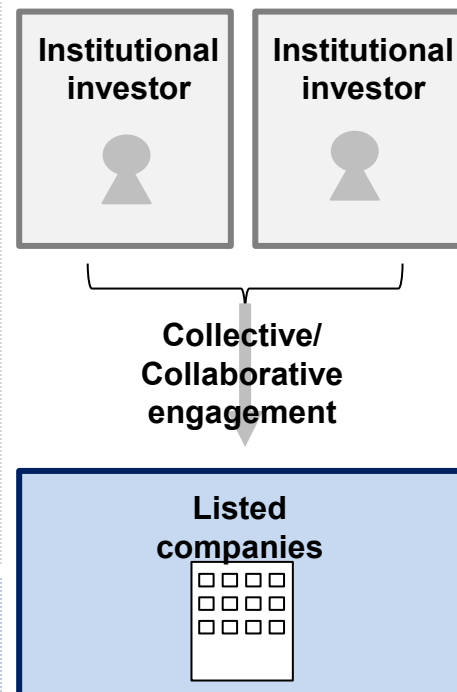 Institutional
investor
Institutional
investor
Collective/
Collaborative
engagement
Listed
companies